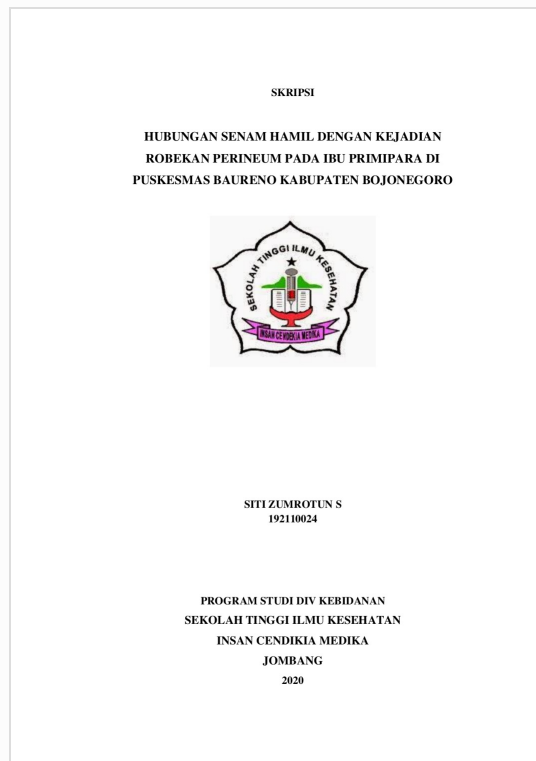 SKRIPSI
HUBUNGAN SENAM HAMIL DENGAN KEJADIAN
ROBEKAN PERINEUM PADA IBU PRIMIPARA DI
PUSKESMAS BAURENO KABUPATEN BOJONEGORO
SEKOLAH TINGGI ILMU KESEHATAN
INSAN CENDEKIA MEDIKA
SITI ZUMROTUN S
192110024
PROGRAM STUDI DIV KEBIDANAN
SEKOLAH TINGGI ILMU KESEHATAN
INSAN CENDIKIA MEDIKA
JOMBANG
2020